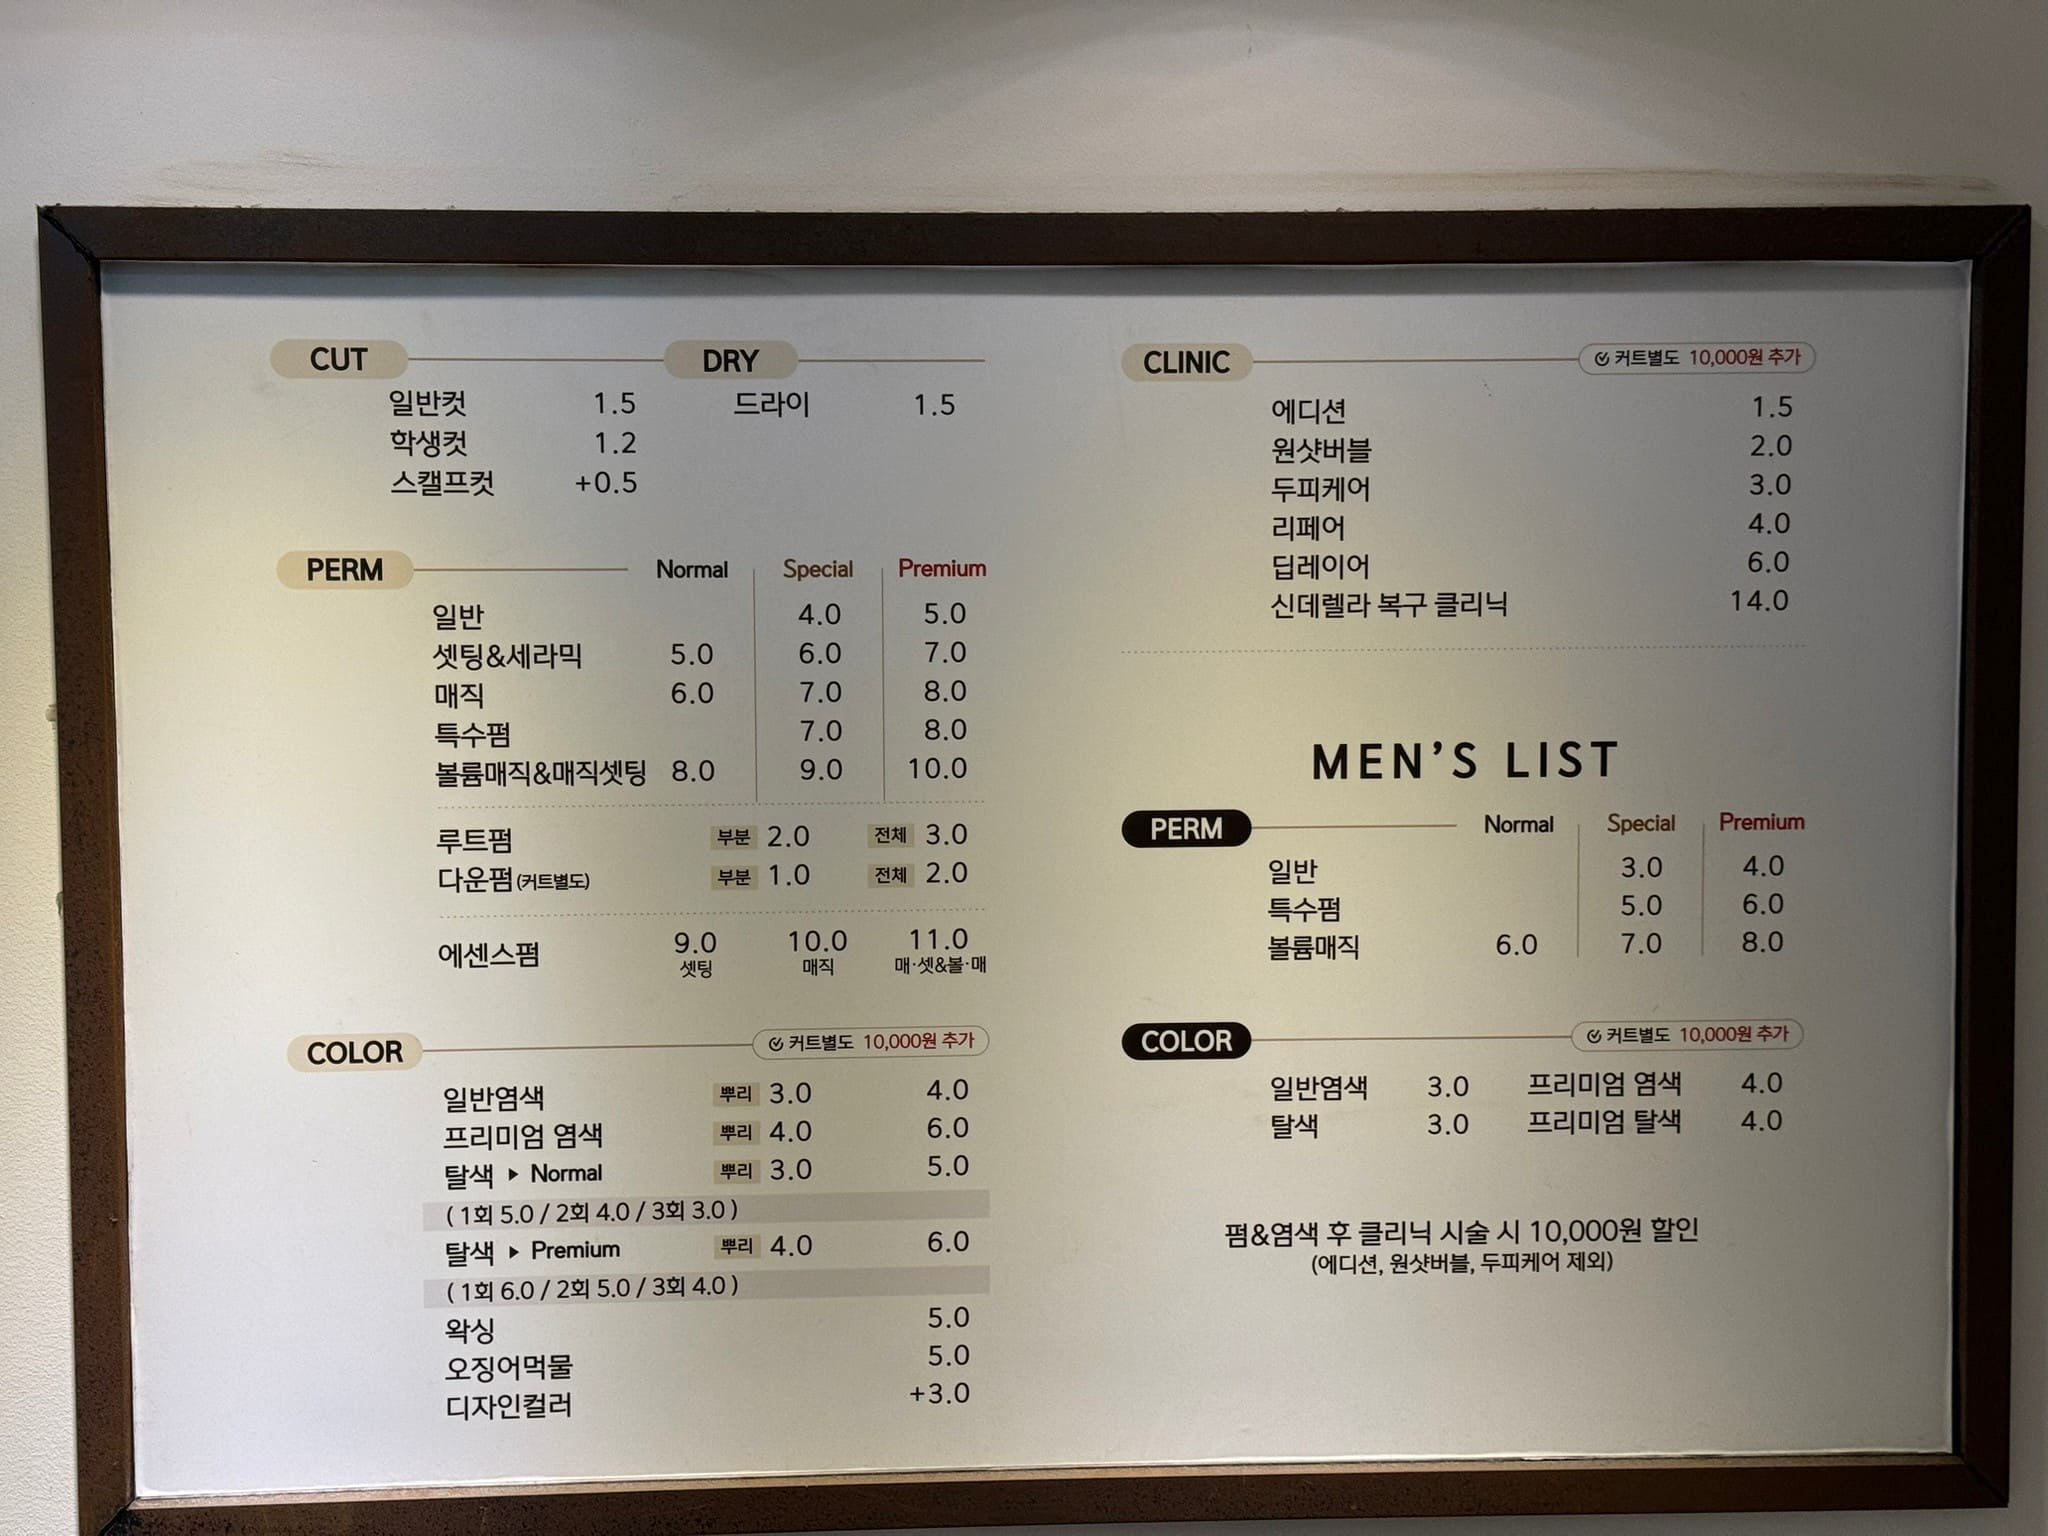 CUT
일반컷 1.5
학생컷 1.2
스캘프컷 +0.5
DRY
드라이 1.5
PERM Normal Special Premium
일반 4.0 5.0
셋팅&세라믹 5.0 6.0 7.0
매직 6.0 7.0 8.0
특수펌 7.0 8.0
볼륨매직&매직셋팅 8.0 9.0 10.0
루트펌 부분 2.0 전체 3.0
다운펌(커트별도) 부분 1.0 전체 2.0
에센스펌 9.0 10.0 11.0
셋팅 매직 매·셋&볼·매
COLOR 커트별도 10,000원 추가
일반염색 뿌리 3.0 4.0
프리미엄 염색 뿌리 4.0 6.0
탈색 ▸ Normal 뿌리 3.0 5.0
( 1회 5.0 / 2회 4.0 / 3회 3.0 )
탈색 ▸ Premium 뿌리 4.0 6.0
( 1회 6.0 / 2회 5.0 / 3회 4.0 )
왁싱 5.0
오징어먹물 5.0
디자인컬러 +3.0
CLINIC 커트별도 10,000원 추가
에디션 1.5
원샷버블 2.0
두피케어 3.0
리페어 4.0
딥레이어 6.0
신데렐라 복구 클리닉 14.0
MEN'S LIST
PERM Normal Special Premium
일반 3.0 4.0
특수펌 5.0 6.0
볼륨매직 6.0 7.0 8.0
COLOR 커트별도 10,000원 추가
일반염색 3.0 프리미엄 염색 4.0
탈색 3.0 프리미엄 탈색 4.0
펌&염색 후 클리닉 시술 시 10,000원 할인
(에디션, 원샷버블, 두피케어 제외)